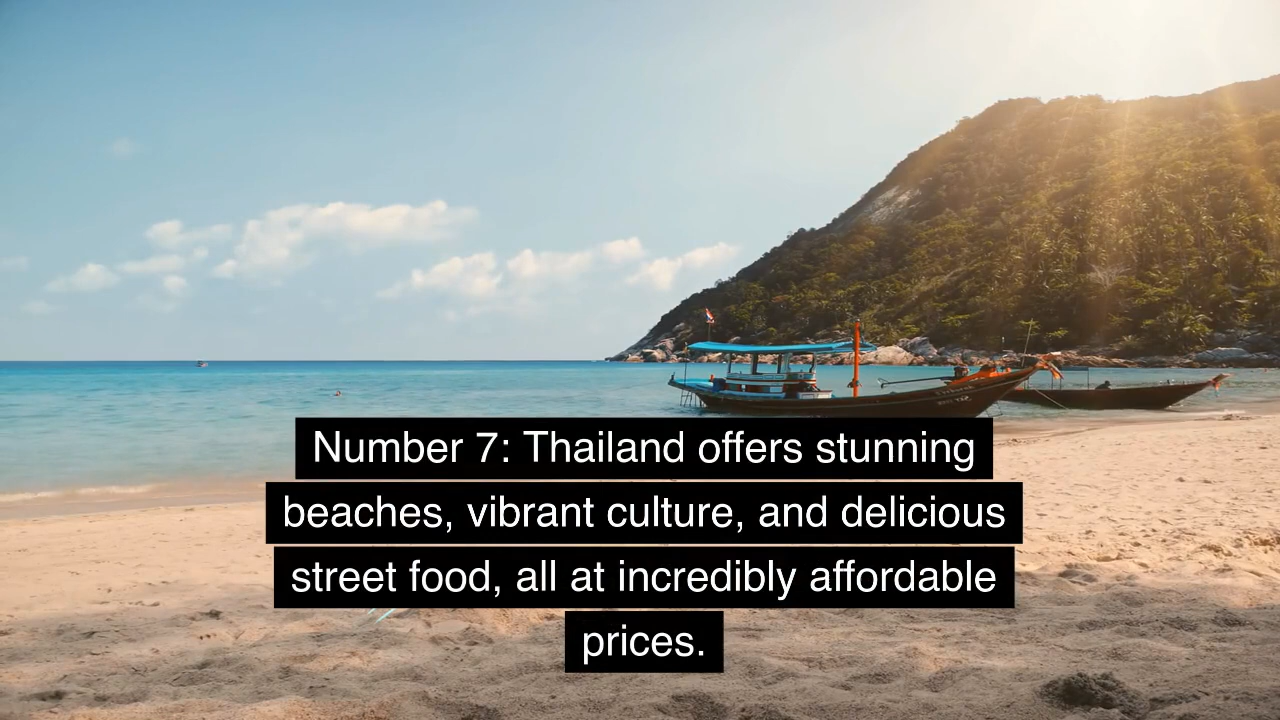 Number 7: Thailand offers stunning
beaches, vibrant culture, and delicious
street food, all at incredibly affordable
prices.